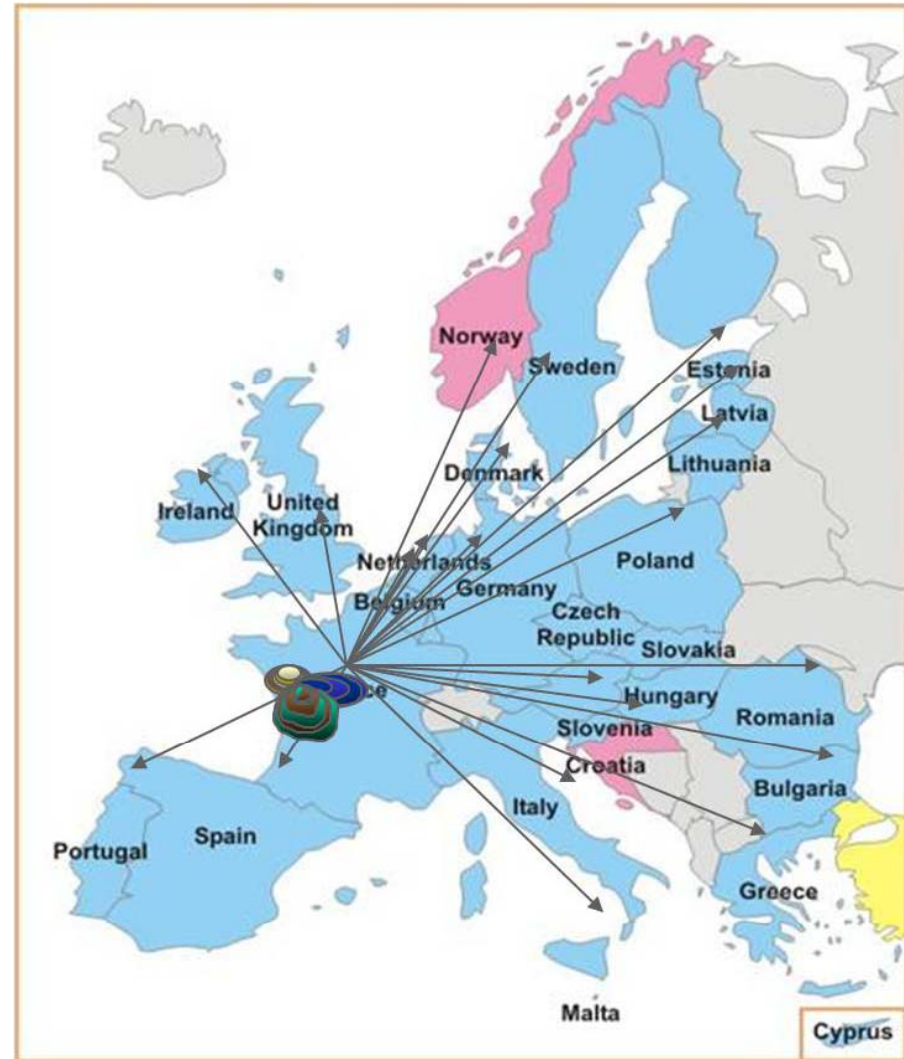 Norway
Sweden
Estonia
Latvia
Lithuania
Denmark
Ireland
United
Kingdom
Netherlands
Belgium
Germany
Poland
Czech
Republic
Slovakia
Hungary
Romania
Slovenia
Croatia
Bulgaria
Italy
Portugal
Spain
Greece
Malta
Cyprus